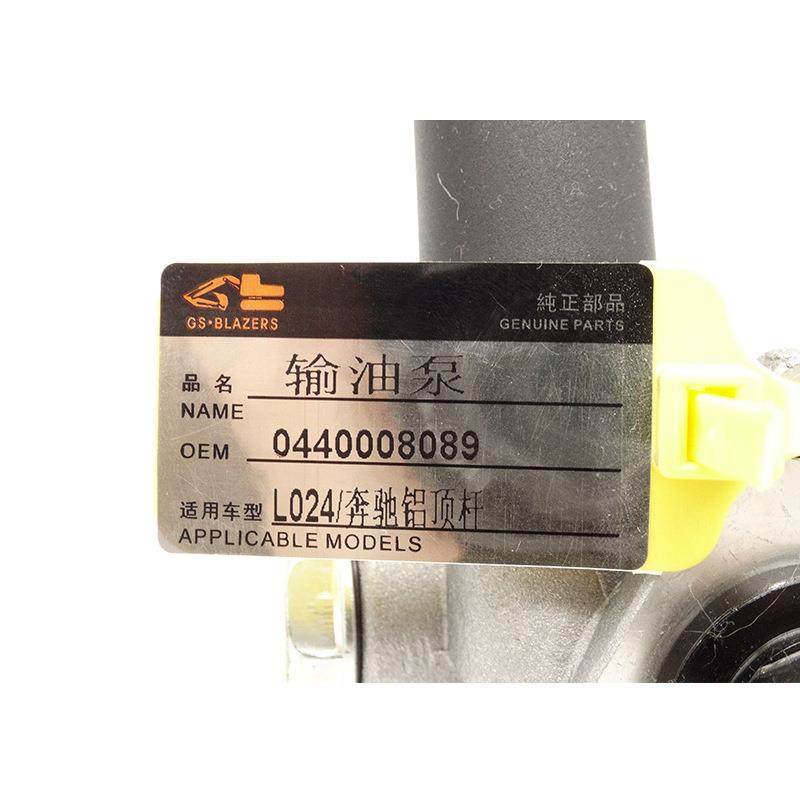 GS·BLAZERS
純正部品
GENUINE PARTS
品名 输油泵
NAME
OEM 0440008089
适用车型 L024/奔驰铝顶杆
APPLICABLE MODELS